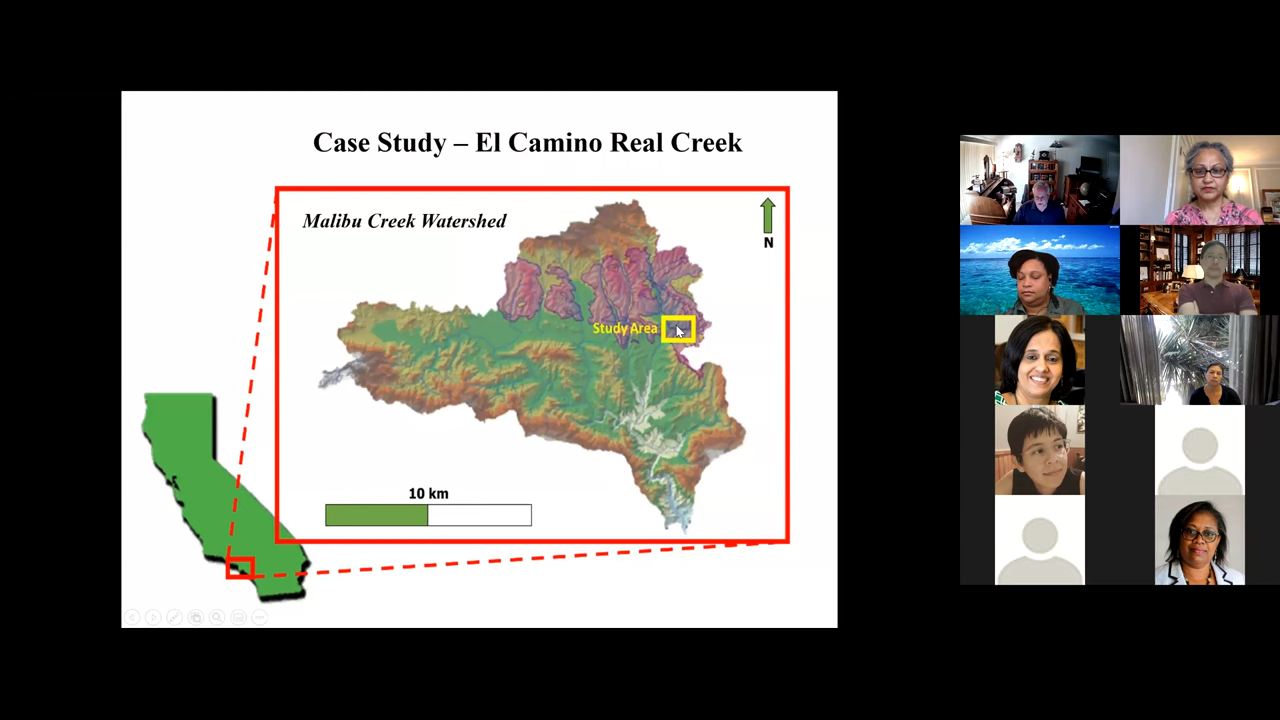 Case Study – El Camino Real Creek
Malibu Creek Watershed
N
Study Area
10 km